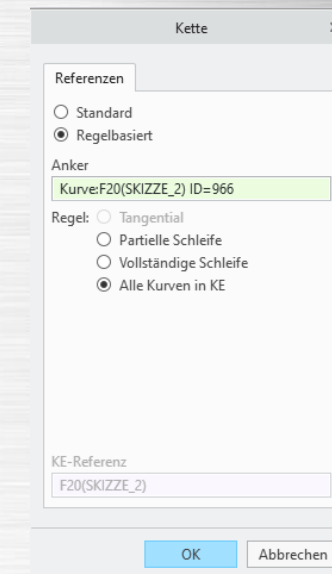 Kette
Referenzen
Standard
Regelbasiert
Anker
Kurve:F20(SKIZZE_2) ID=966
Regel: Tangential
Partielle Schleife
Vollständige Schleife
Alle Kurven in KE
KE-Referenz
F20(SKIZZE_2)
OK Abbrechen